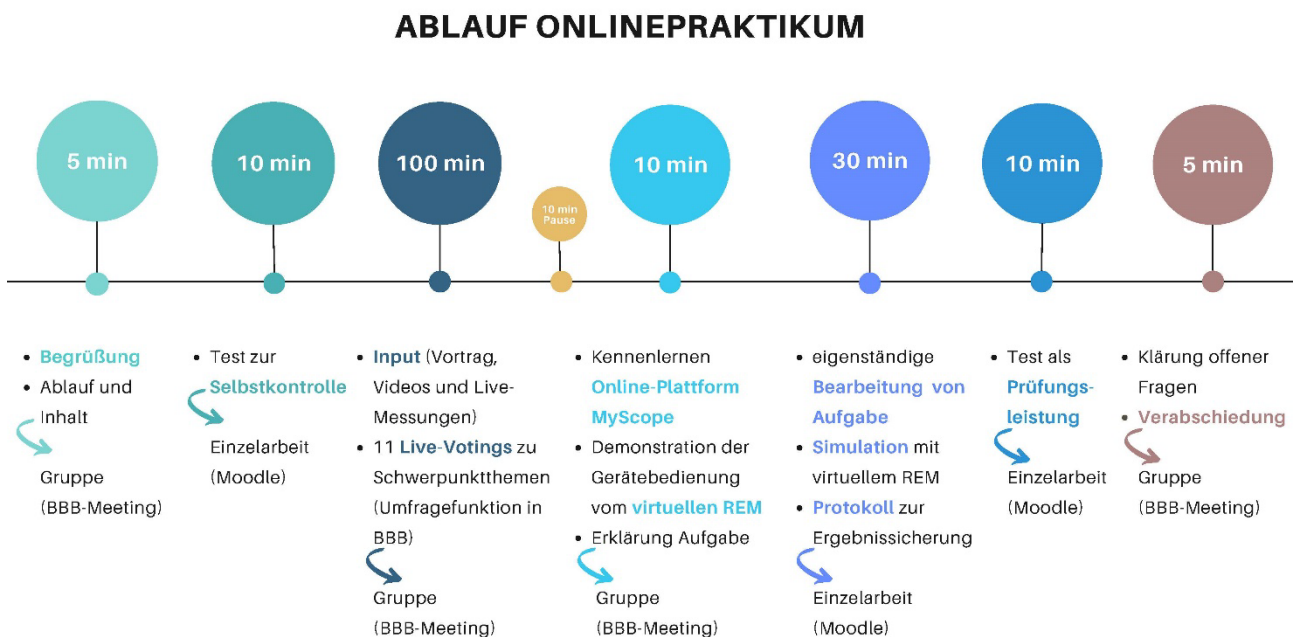 ABLAUF ONLINEPRAKTIKUM
5 min
10 min
100 min
10 min
Pause
10 min
30 min
10 min
5 min
• Begrüßung
• Ablauf und
Inhalt
Gruppe
(BBB-Meeting)
• Test zur
Selbstkontrolle
Einzelarbeit
(Moodle)
• Input (Vortrag,
Videos und Live-
Messungen)
• 11 Live-Votings zu
Schwerpunktthemen
(Umfragefunktion in
BBB)
Gruppe
(BBB-Meeting)
• Kennenlernen
Online-Plattform
MyScope
• Demonstration der
Gerätebedienung
vom virtuellen REM
• Erklärung Aufgabe
Gruppe
(BBB-Meeting)
• eigenständige
Bearbeitung von
Aufgabe
• Simulation mit
virtuellem REM
• Protokoll zur
Ergebnissicherung
Einzelarbeit
(Moodle)
• Test als
Prüfungs-
leistung
Einzelarbeit
(Moodle)
• Klärung offener
Fragen
• Verabschiedung
Gruppe
(BBB-Meeting)